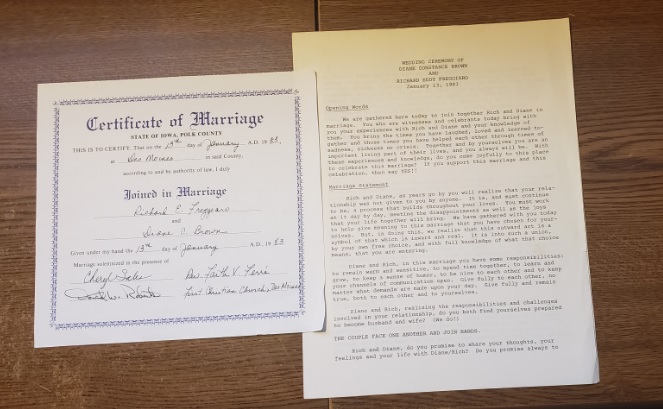 Certificate of Marriage
STATE OF IOWA, POLK COUNTY
THIS IS TO CERTIFY That on the 13th day of January A.D. 1983,
at Des Moines in said County,
according to and by authority of law, I duly
Joined in Marriage
Richard E.
and
Diane C. Brown
Given under my hand the 13th day of January A.D. 1983
Marriage solemnized in the presence of
Cheryl
Rev. Faith V.
First Christian Church, Des Moines
WEDDING CEREMONY OF
DIANE CONSTANCE BROWN
AND
RICHARD
January 13, 1983
Opening Words
We are gathered here today to join together Rich and Diane in
marriage. You who are witnesses and celebrants today bring with
you your experiences with Rich and Diane and your knowledge of
them. You bring the times you have laughed, loved and learned to-
gether and those times you have helped each other through times of
sadness, sickness or crisis. Together and by yourselves you are an
important living part of their lives, and you always will be. With
these experiences and knowledge, do you come joyfully to this place
to celebrate this marriage? If you support this marriage and this
celebration, then say YES!!
Marriage Statement
Rich and Diane, as years go by you will realize that your rela-
tionship was not given to you by anyone. It is, and must continue
to be, a process that builds throughout your lives. You must work
at it day by day, meeting the disappointments as well as the joys
that your life together will bring. We have gathered with you today
to help give meaning to this marriage that you have chosen for your-
selves. But, in doing this, we realize that this outward act is a
symbol of that which is inward and real. It is into such a union,
by your own free choice, and with full knowledge of what that choice
means, that you are entering.
Diane and Rich, in this marriage you have some responsibilities:
to remain warm and sensitive, to spend time together, to learn and
grow, to keep a sense of humor, to be nice to each other and to keep
your channels of communication open. Give fully to each other, no
matter what demands are made upon your day. Give fully and remain
true, both to each other and to yourselves.
Diane and Rich, realizing the responsibilities and challenges
involved in your relationship, do you both find yourselves prepared
to become husband and wife? (We do!)
THE COUPLE FACE ONE ANOTHER AND JOIN HANDS.
Rich and Diane, do you promise to share your thoughts, your
feelings and your life with Diane/Rich? Do you promise always to